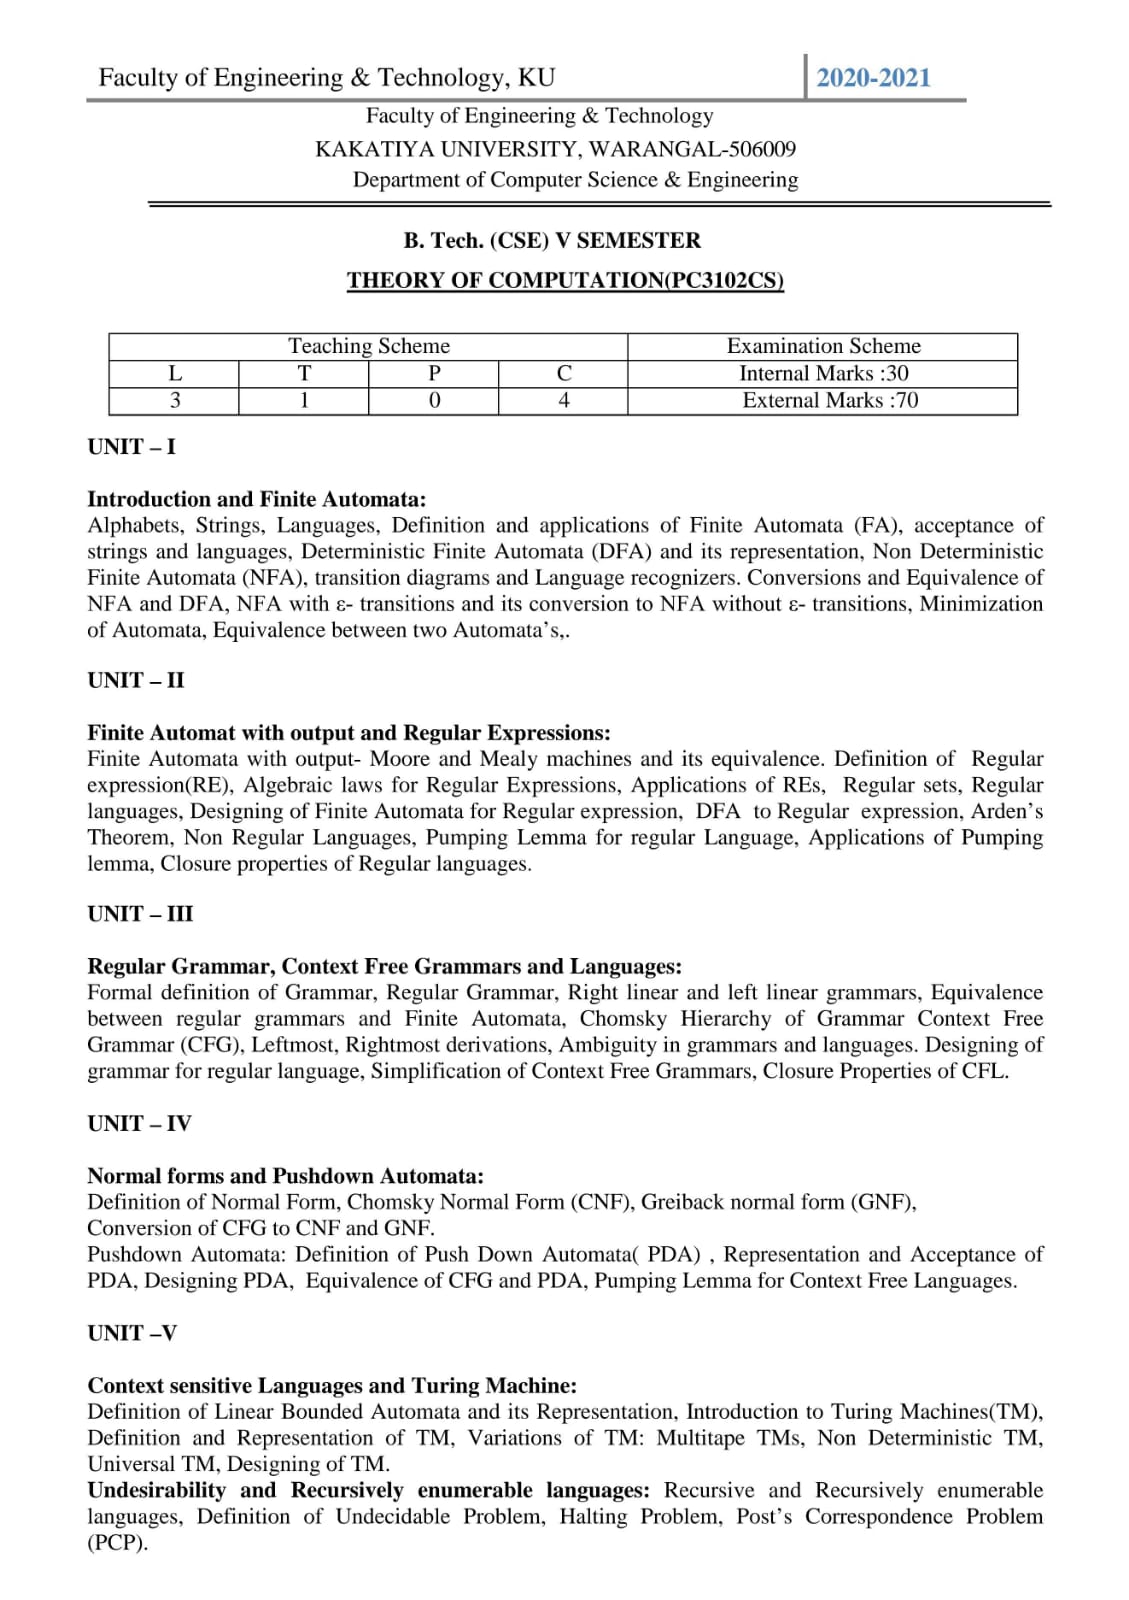 Faculty of Engineering & Technology, KU 2020-2021
Faculty of Engineering & Technology
KAKATIYA UNIVERSITY, WARANGAL-506009
Department of Computer Science & Engineering
B. Tech. (CSE) V SEMESTER
THEORY OF COMPUTATION(PC3102CS)
Teaching Scheme Examination Scheme
L T P C Internal Marks :30
3 1 0 4 External Marks :70
UNIT – I
Introduction and Finite Automata:
Alphabets, Strings, Languages, Definition and applications of Finite Automata (FA), acceptance of
strings and languages, Deterministic Finite Automata (DFA) and its representation, Non Deterministic
Finite Automata (NFA), transition diagrams and Language recognizers. Conversions and Equivalence of
NFA and DFA, NFA with ε- transitions and its conversion to NFA without ε- transitions, Minimization
of Automata, Equivalence between two Automata’s,.
UNIT – II
Finite Automat with output and Regular Expressions:
Finite Automata with output- Moore and Mealy machines and its equivalence. Definition of Regular
expression(RE), Algebraic laws for Regular Expressions, Applications of REs, Regular sets, Regular
languages, Designing of Finite Automata for Regular expression, DFA to Regular expression, Arden’s
Theorem, Non Regular Languages, Pumping Lemma for regular Language, Applications of Pumping
lemma, Closure properties of Regular languages.
UNIT – III
Regular Grammar, Context Free Grammars and Languages:
Formal definition of Grammar, Regular Grammar, Right linear and left linear grammars, Equivalence
between regular grammars and Finite Automata, Chomsky Hierarchy of Grammar Context Free
Grammar (CFG), Leftmost, Rightmost derivations, Ambiguity in grammars and languages. Designing of
grammar for regular language, Simplification of Context Free Grammars, Closure Properties of CFL.
UNIT – IV
Normal forms and Pushdown Automata:
Definition of Normal Form, Chomsky Normal Form (CNF), Greiback normal form (GNF),
Conversion of CFG to CNF and GNF.
Pushdown Automata: Definition of Push Down Automata( PDA) , Representation and Acceptance of
PDA, Designing PDA, Equivalence of CFG and PDA, Pumping Lemma for Context Free Languages.
UNIT –V
Context sensitive Languages and Turing Machine:
Definition of Linear Bounded Automata and its Representation, Introduction to Turing Machines(TM),
Definition and Representation of TM, Variations of TM: Multitape TMs, Non Deterministic TM,
Universal TM, Designing of TM.
Undesirability and Recursively enumerable languages: Recursive and Recursively enumerable
languages, Definition of Undecidable Problem, Halting Problem, Post’s Correspondence Problem
(PCP).